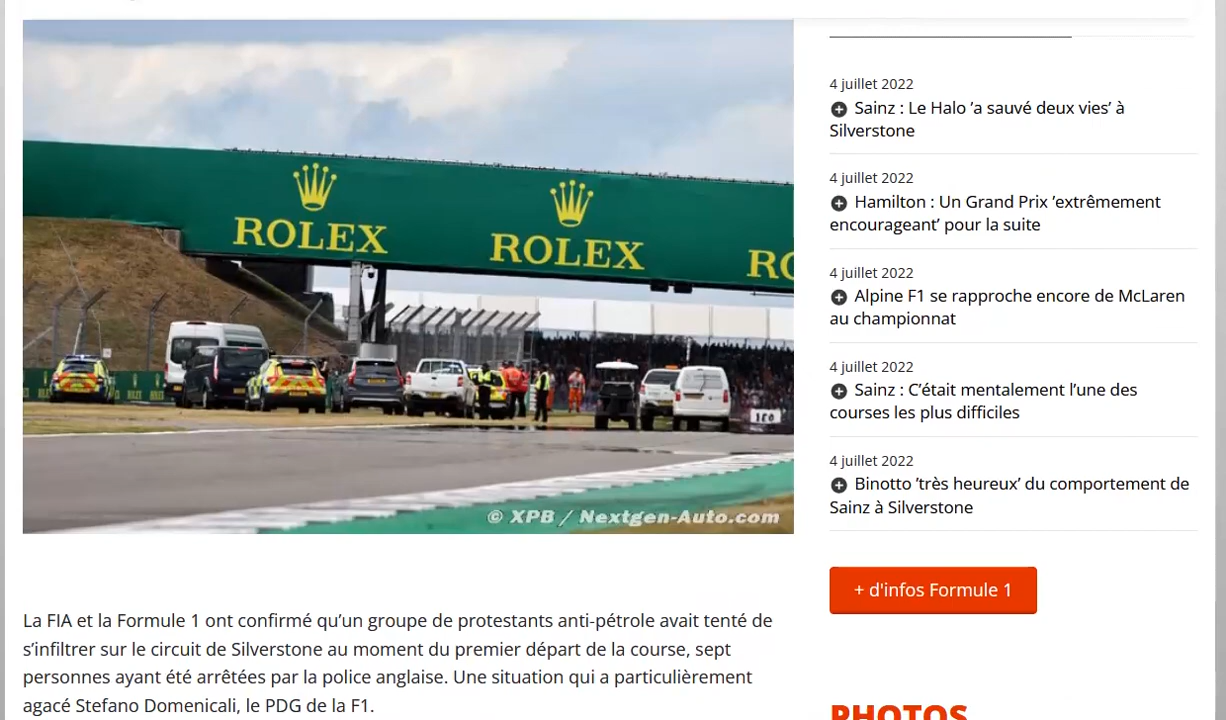 ROLEX
ROLEX
RO
© XPB / Nextgen-Auto.com
La FIA et la Formule 1 ont confirmé qu’un groupe de protestants anti-pétrole avait tenté de
s’infiltrer sur le circuit de Silverstone au moment du premier départ de la course, sept
personnes ayant été arrêtées par la police anglaise. Une situation qui a particulièrement
agacé Stefano Domenicali, le PDG de la F1.
4 juillet 2022
Sainz : Le Halo ’a sauvé deux vies’ à
Silverstone
4 juillet 2022
Hamilton : Un Grand Prix ’extrêmement
encourageant’ pour la suite
4 juillet 2022
Alpine F1 se rapproche encore de McLaren
au championnat
4 juillet 2022
Sainz : C’était mentalement l’une des
courses les plus difficiles
4 juillet 2022
Binotto ’très heureux’ du comportement de
Sainz à Silverstone
+ d'infos Formule 1
PHOTOS